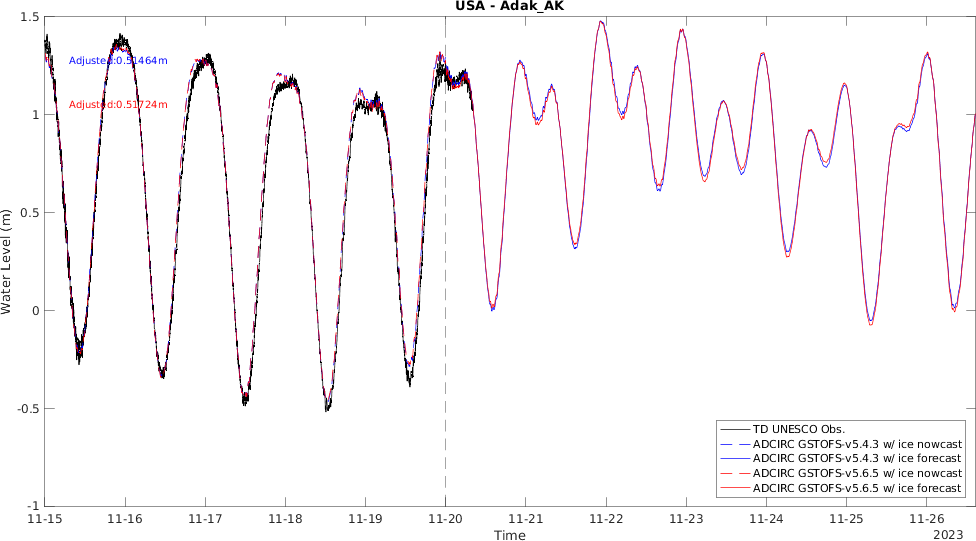 USA - Adak_AK
1.5
1
0.5
0
-0.5
-1
Water Level (m)
Adjusted:0.51464m
Adjusted:0.51724m
TD UNESCO Obs.
ADCIRC GSTOFS-v5.4.3 w/ ice nowcast
ADCIRC GSTOFS-v5.4.3 w/ ice forecast
ADCIRC GSTOFS-v5.6.5 w/ ice nowcast
ADCIRC GSTOFS-v5.6.5 w/ ice forecast
11-15 11-16 11-17 11-18 11-19 11-20 11-21 11-22 11-23 11-24 11-25 11-26
Time
2023